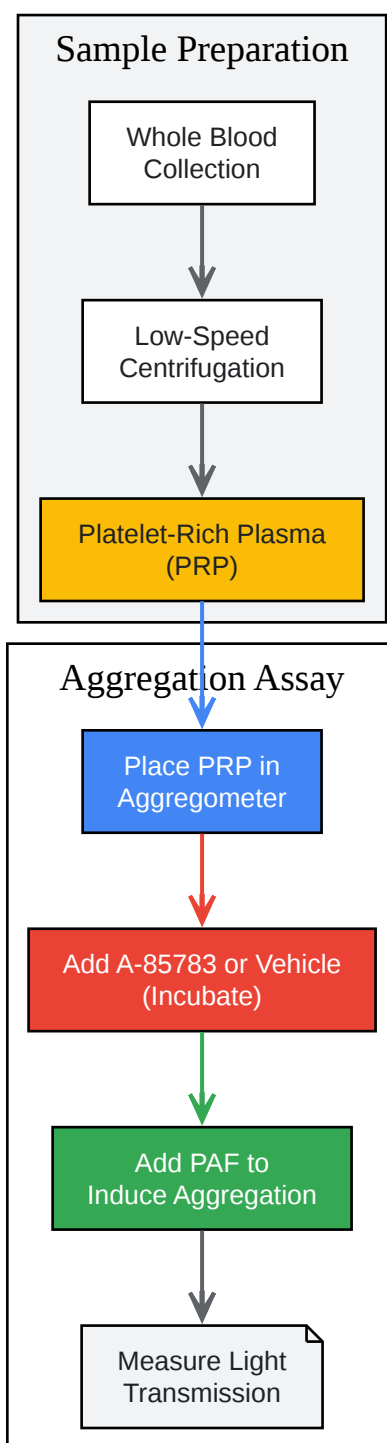 Sample Preparation
Whole Blood
Collection
Low-Speed
Centrifugation
Platelet-Rich Plasma
(PRP)
Aggregation Assay
Place PRP in
Aggregometer
Add A-85783 or Vehicle
(Incubate)
Add PAF to
Induce Aggregation
Measure Light
Transmission